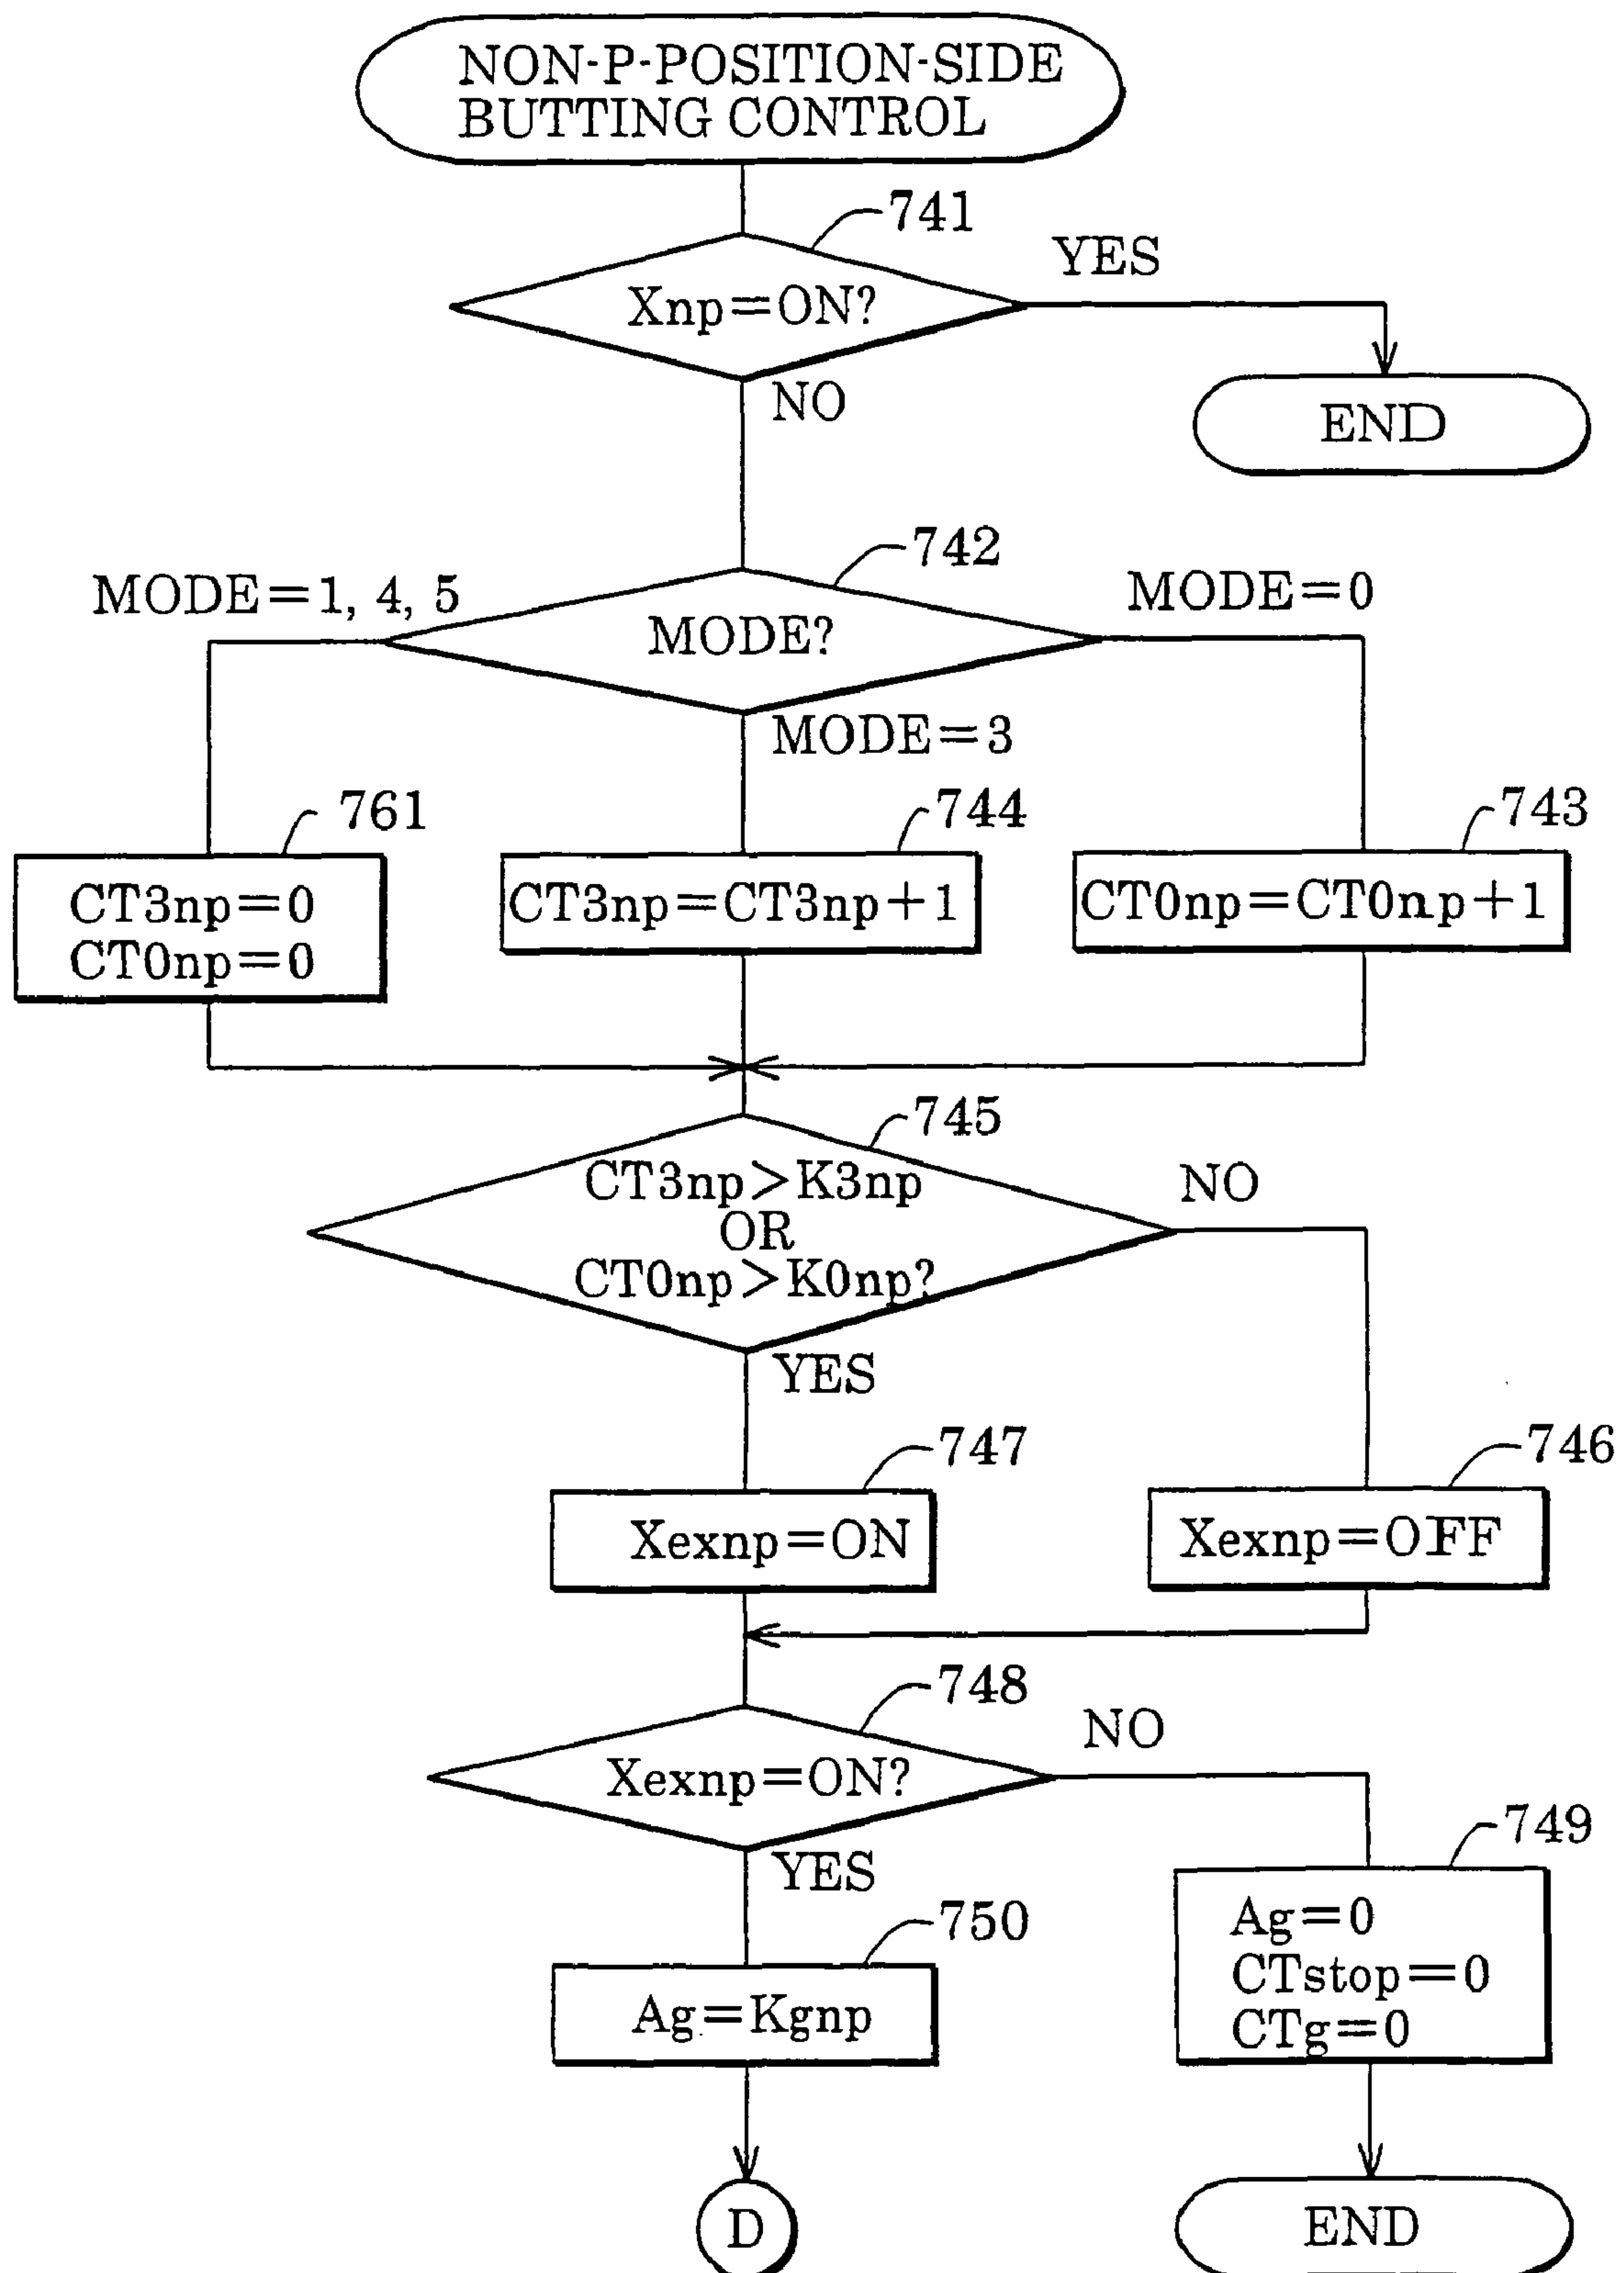 NON-P-POSITION-SIDE
BUTTING CONTROL
741
Xnp=ON?
YES
NO
END
742
MODE=1, 4, 5
MODE?
MODE=0
MODE=3
761
744
743
CT3np=0
CT0np=0
CT3np=CT3np+1
CT0np=CT0np+1
745
CT3np>K3np
OR
CT0np>K0np?
NO
YES
747
746
Xexnp=ON
Xexnp=OFF
748
Xexnp=ON?
NO
YES
749
750
Ag=0
CTstop=0
CTg=0
Ag=Kgnp
D
END